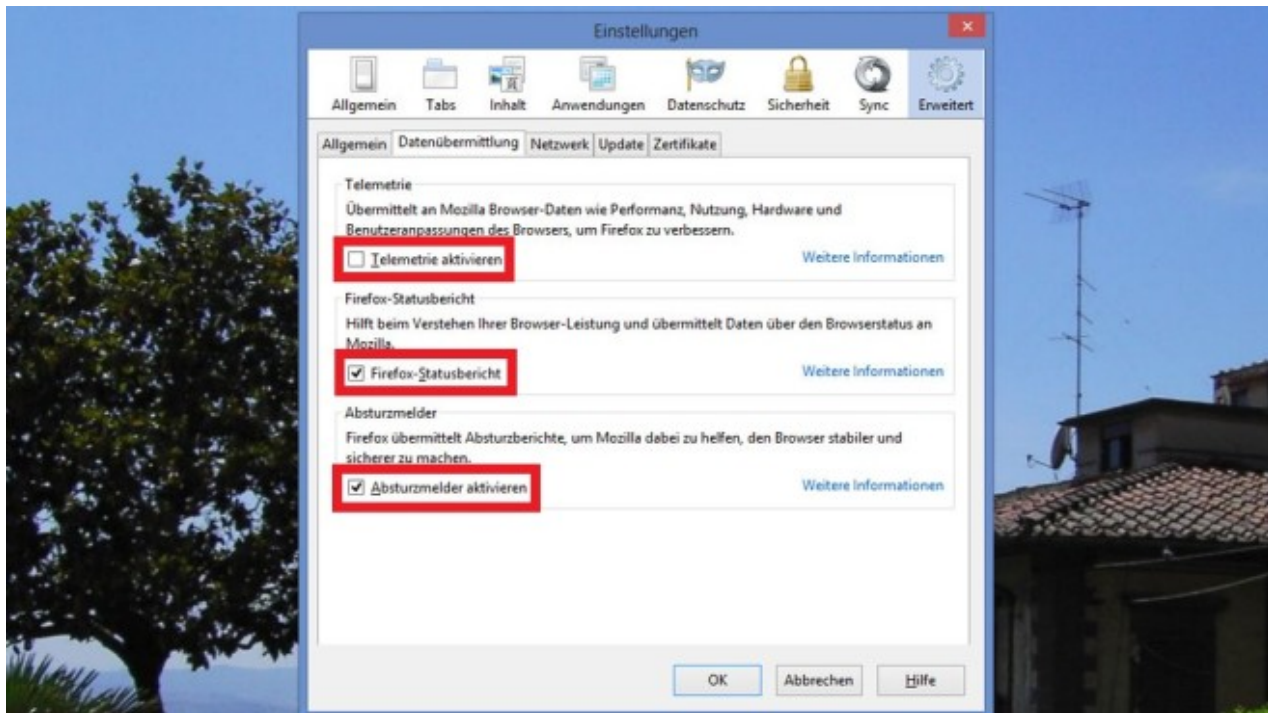 Einstellungen
Allgemein Tabs Inhalt Anwendungen Datenschutz Sicherheit Sync Erweitert
Allgemein Datenübermittlung Netzwerk Update Zertifikate
Telemetrie
Übermittelt an Mozilla Browser-Daten wie Performanz, Nutzung, Hardware und
Benutzeranpassungen des Browsers, um Firefox zu verbessern.
Telemetrie aktivieren Weitere Informationen
Firefox-Statusbericht
Hilft beim Verstehen Ihrer Browser-Leistung und übermittelt Daten über den Browserstatus an
Mozilla.
Firefox-Statusbericht Weitere Informationen
Absturzmelder
Firefox übermittelt Absturzberichte, um Mozilla dabei zu helfen, den Browser stabiler und
sicherer zu machen.
Absturzmelder aktivieren Weitere Informationen
OK Abbrechen Hilfe